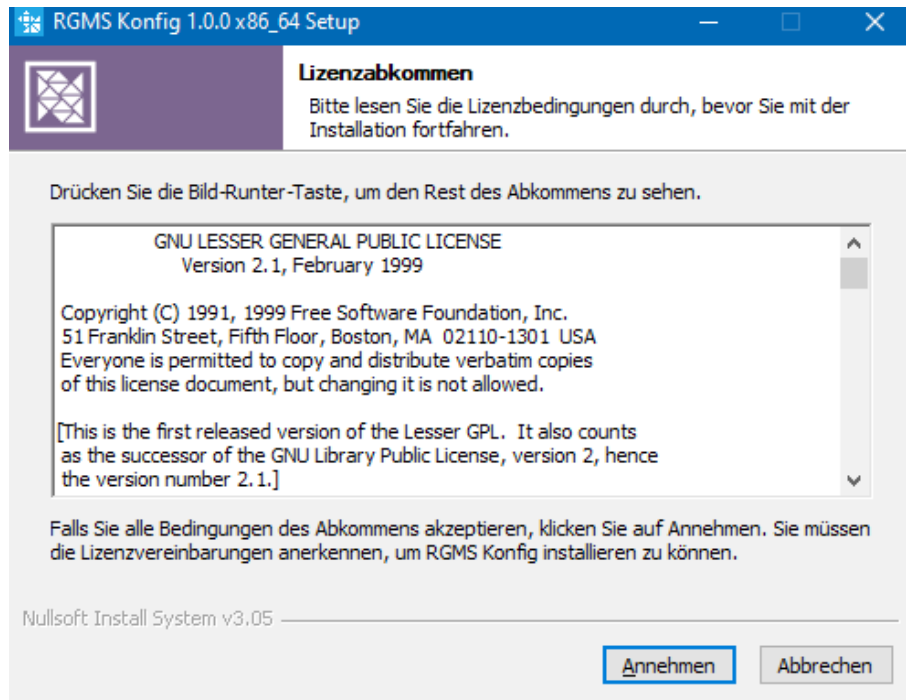 RGMS Konfig 1.0.0 x86_64 Setup
Lizenzabkommen
Bitte lesen Sie die Lizenzbedingungen durch, bevor Sie mit der
Installation fortfahren.
Drücken Sie die Bild-Runter-Taste, um den Rest des Abkommens zu sehen.
GNU LESSER GENERAL PUBLIC LICENSE
Version 2.1, February 1999
Copyright (C) 1991, 1999 Free Software Foundation, Inc.
51 Franklin Street, Fifth Floor, Boston, MA 02110-1301 USA
Everyone is permitted to copy and distribute verbatim copies
of this license document, but changing it is not allowed.
[This is the first released version of the Lesser GPL. It also counts
as the successor of the GNU Library Public License, version 2, hence
the version number 2.1.]
Falls Sie alle Bedingungen des Abkommens akzeptieren, klicken Sie auf Annehmen. Sie müssen
die Lizenzvereinbarungen anerkennen, um RGMS Konfig installieren zu können.
Nullsoft Install System v3.05
Annehmen
Abbrechen